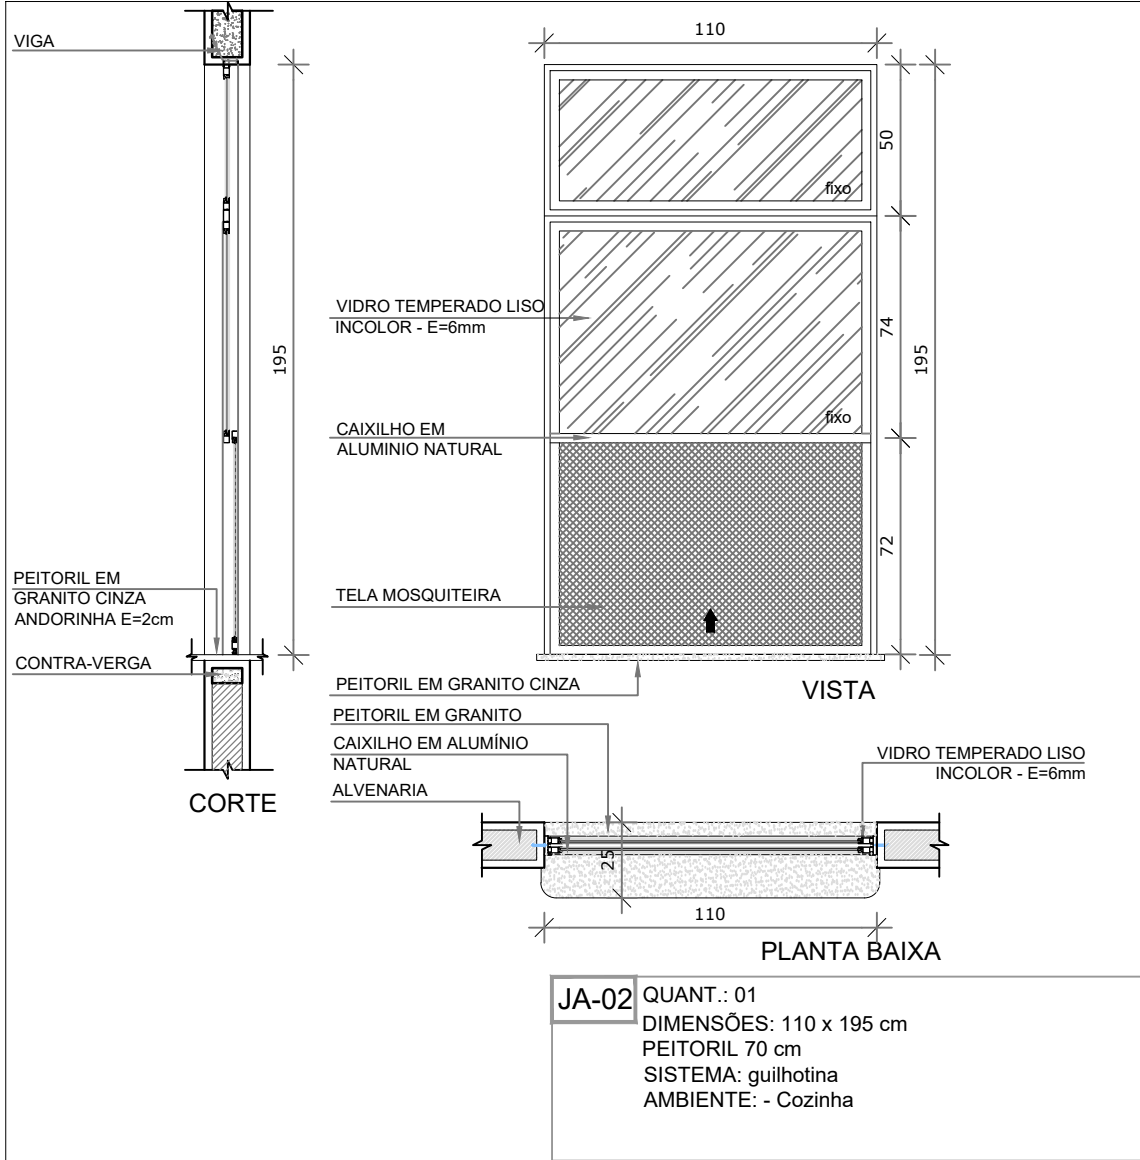 VIGA
195
PEITORIL EM
GRANITO CINZA
ANDORINHA E=2cm
CONTRA-VERGA
CORTE
110
50
fixo
VIDRO TEMPERADO LISO
INCOLOR - E=6mm
74
195
fixo
CAIXILHO EM
ALUMINIO NATURAL
72
TELA MOSQUITEIRA
PEITORIL EM GRANITO CINZA
VISTA
PEITORIL EM GRANITO
CAIXILHO EM ALUMÍNIO
NATURAL
ALVENARIA
VIDRO TEMPERADO LISO
INCOLOR - E=6mm
25
110
PLANTA BAIXA
JA-02
QUANT.: 01
DIMENSÕES: 110 x 195 cm
PEITORIL 70 cm
SISTEMA: guilhotina
AMBIENTE: - Cozinha